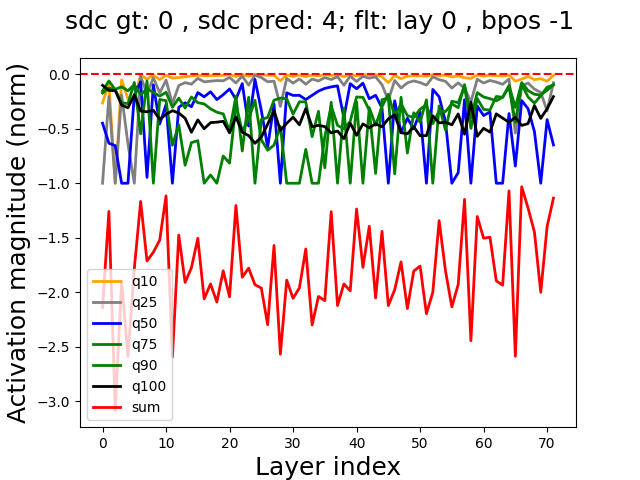 sdc gt: 0 , sdc pred: 4; flt: lay 0 , bpos -1
Activation magnitude (norm)
0.0
−0.5
−1.0
−1.5
−2.0
−2.5
−3.0
q10
q25
q50
q75
q90
q100
sum
0 10 20 30 40 50 60 70
Layer index